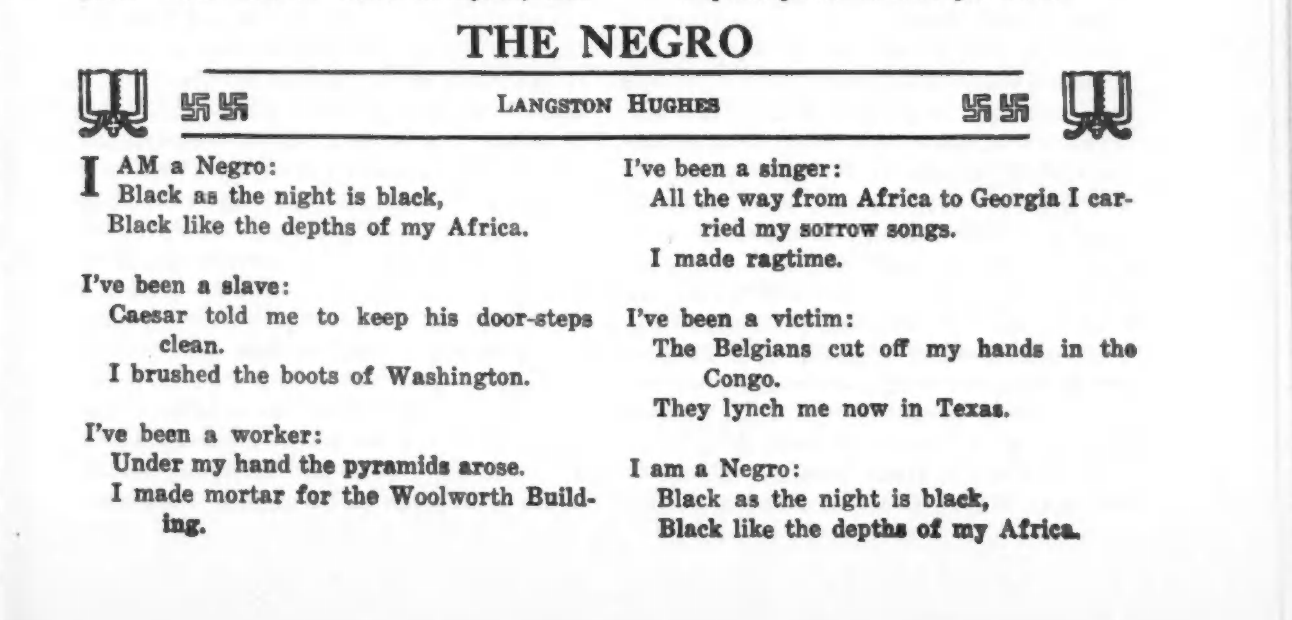 THE NEGRO
LANGSTON HUGHES
I AM a Negro:
Black as the night is black,
Black like the depths of my Africa.
I've been a slave:
Caesar told me to keep his door-steps
clean.
I brushed the boots of Washington.
I've been a worker:
Under my hand the pyramids arose.
I made mortar for the Woolworth Build-
ing.
I've been a singer:
All the way from Africa to Georgia I car-
ried my sorrow songs.
I made ragtime.
I've been a victim:
The Belgians cut off my hands in the
Congo.
They lynch me now in Texas.
I am a Negro:
Black as the night is black,
Black like the depths of my Africa.